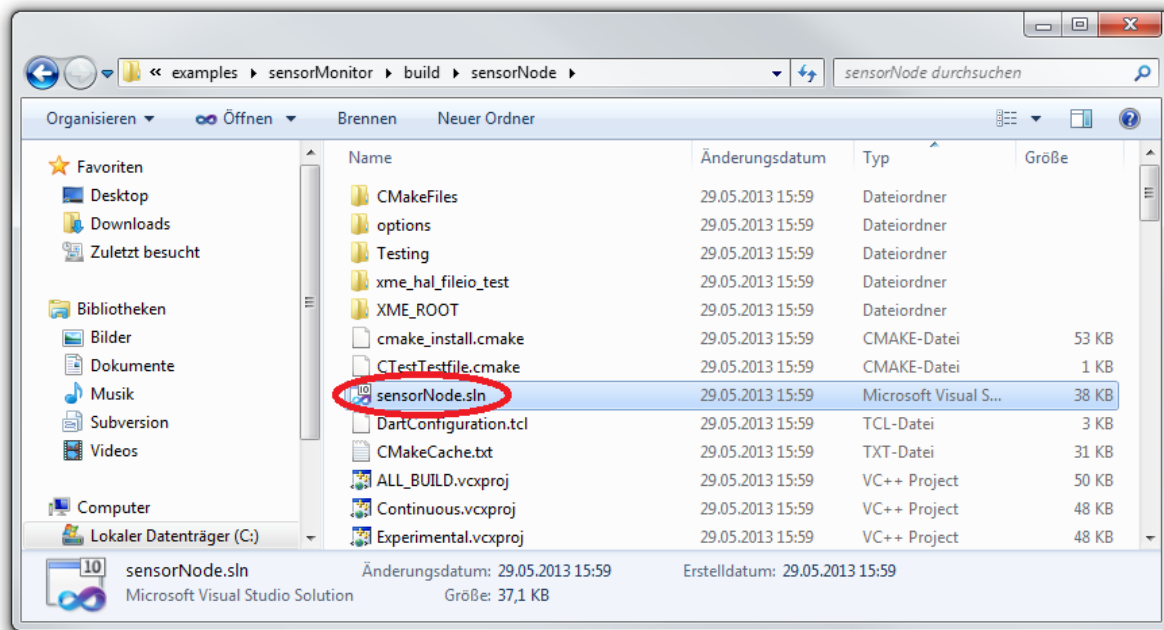 « examples ▸ sensorMonitor ▸ build ▸ sensorNode ▸ sensorNode durchsuchen
Organisieren Öffnen Brennen Neuer Ordner
Name Änderungsdatum Typ Größe
Favoriten
Desktop
Downloads
Zuletzt besucht
Bibliotheken
Bilder
Dokumente
Musik
Subversion
Videos
Computer
Lokaler Datenträger (C:)
CMakeFiles 29.05.2013 15:59 Dateiordner
options 29.05.2013 15:59 Dateiordner
Testing 29.05.2013 15:59 Dateiordner
xme_hal_fileio_test 29.05.2013 15:59 Dateiordner
XME_ROOT 29.05.2013 15:59 Dateiordner
cmake_install.cmake 29.05.2013 15:59 CMAKE-Datei 53 KB
CTestTestfile.cmake 29.05.2013 15:59 CMAKE-Datei 1 KB
10 sensorNode.sln 29.05.2013 15:59 Microsoft Visual S... 38 KB
DartConfiguration.tcl 29.05.2013 15:59 TCL-Datei 3 KB
CMakeCache.txt 29.05.2013 15:59 TXT-Datei 31 KB
ALL_BUILD.vcxproj 29.05.2013 15:59 VC++ Project 50 KB
Continuous.vcxproj 29.05.2013 15:59 VC++ Project 48 KB
Experimental.vcxproj 29.05.2013 15:59 VC++ Project 48 KB
10 sensorNode.sln Änderungsdatum: 29.05.2013 15:59 Erstelldatum: 29.05.2013 15:59
Microsoft Visual Studio Solution Größe: 37,1 KB